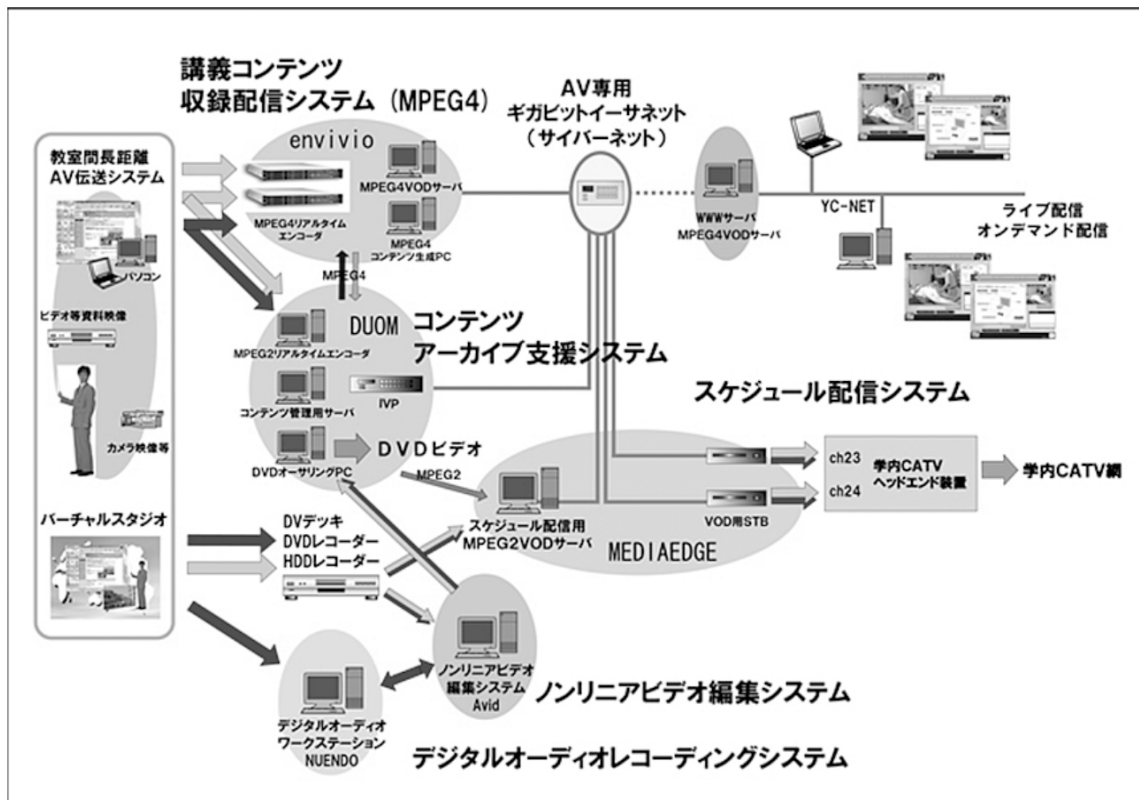 講義コンテンツ
収録配信システム（MPEG4）
envivio
MPEG4VODサーバ
MPEG4リアルタイム
エンコーダ
MPEG4
コンテンツ生成PC
AV専用
ギガビットイーサネット
（サイバーネット）
WWWサーバ
MPEG4VODサーバ
YC-NET
ライブ配信
オンデマンド配信
教室間長距離
AV伝送システム
パソコン
ビデオ等資料映像
カメラ映像等
バーチャルスタジオ
MPEG4
DUOM
コンテンツ
アーカイブ支援システム
MPEG2リアルタイムエンコーダ
コンテンツ管理用サーバ
IVP
DVDオーサリングPC
DVDビデオ
MPEG2
スケジュール配信システム
スケジュール配信用
MPEG2VODサーバ
MEDIAEDGE
VOD用STB
ch23
ch24
学内CATV
ヘッドエンド装置
学内CATV網
DVデッキ
DVDレコーダー
HDDレコーダー
ノンリニアビデオ
編集システム
Avid
ノンリニアビデオ編集システム
デジタルオーディオ
ワークステーション
NUENDO
デジタルオーディオレコーディングシステム